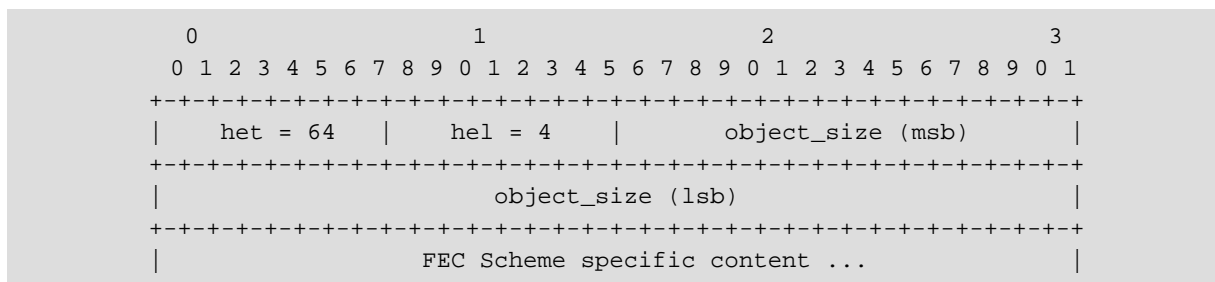 0                   1                   2                   3
0 1 2 3 4 5 6 7 8 9 0 1 2 3 4 5 6 7 8 9 0 1 2 3 4 5 6 7 8 9 0 1
+-+-+-+-+-+-+-+-+-+-+-+-+-+-+-+-+-+-+-+-+-+-+-+-+-+-+-+-+-+-+-+-+
|    het = 64   |    hel = 4    |       object_size (msb)       |
+-+-+-+-+-+-+-+-+-+-+-+-+-+-+-+-+-+-+-+-+-+-+-+-+-+-+-+-+-+-+-+-+
|                       object_size (lsb)                       |
+-+-+-+-+-+-+-+-+-+-+-+-+-+-+-+-+-+-+-+-+-+-+-+-+-+-+-+-+-+-+-+-+
|                  FEC Scheme specific content ...              |